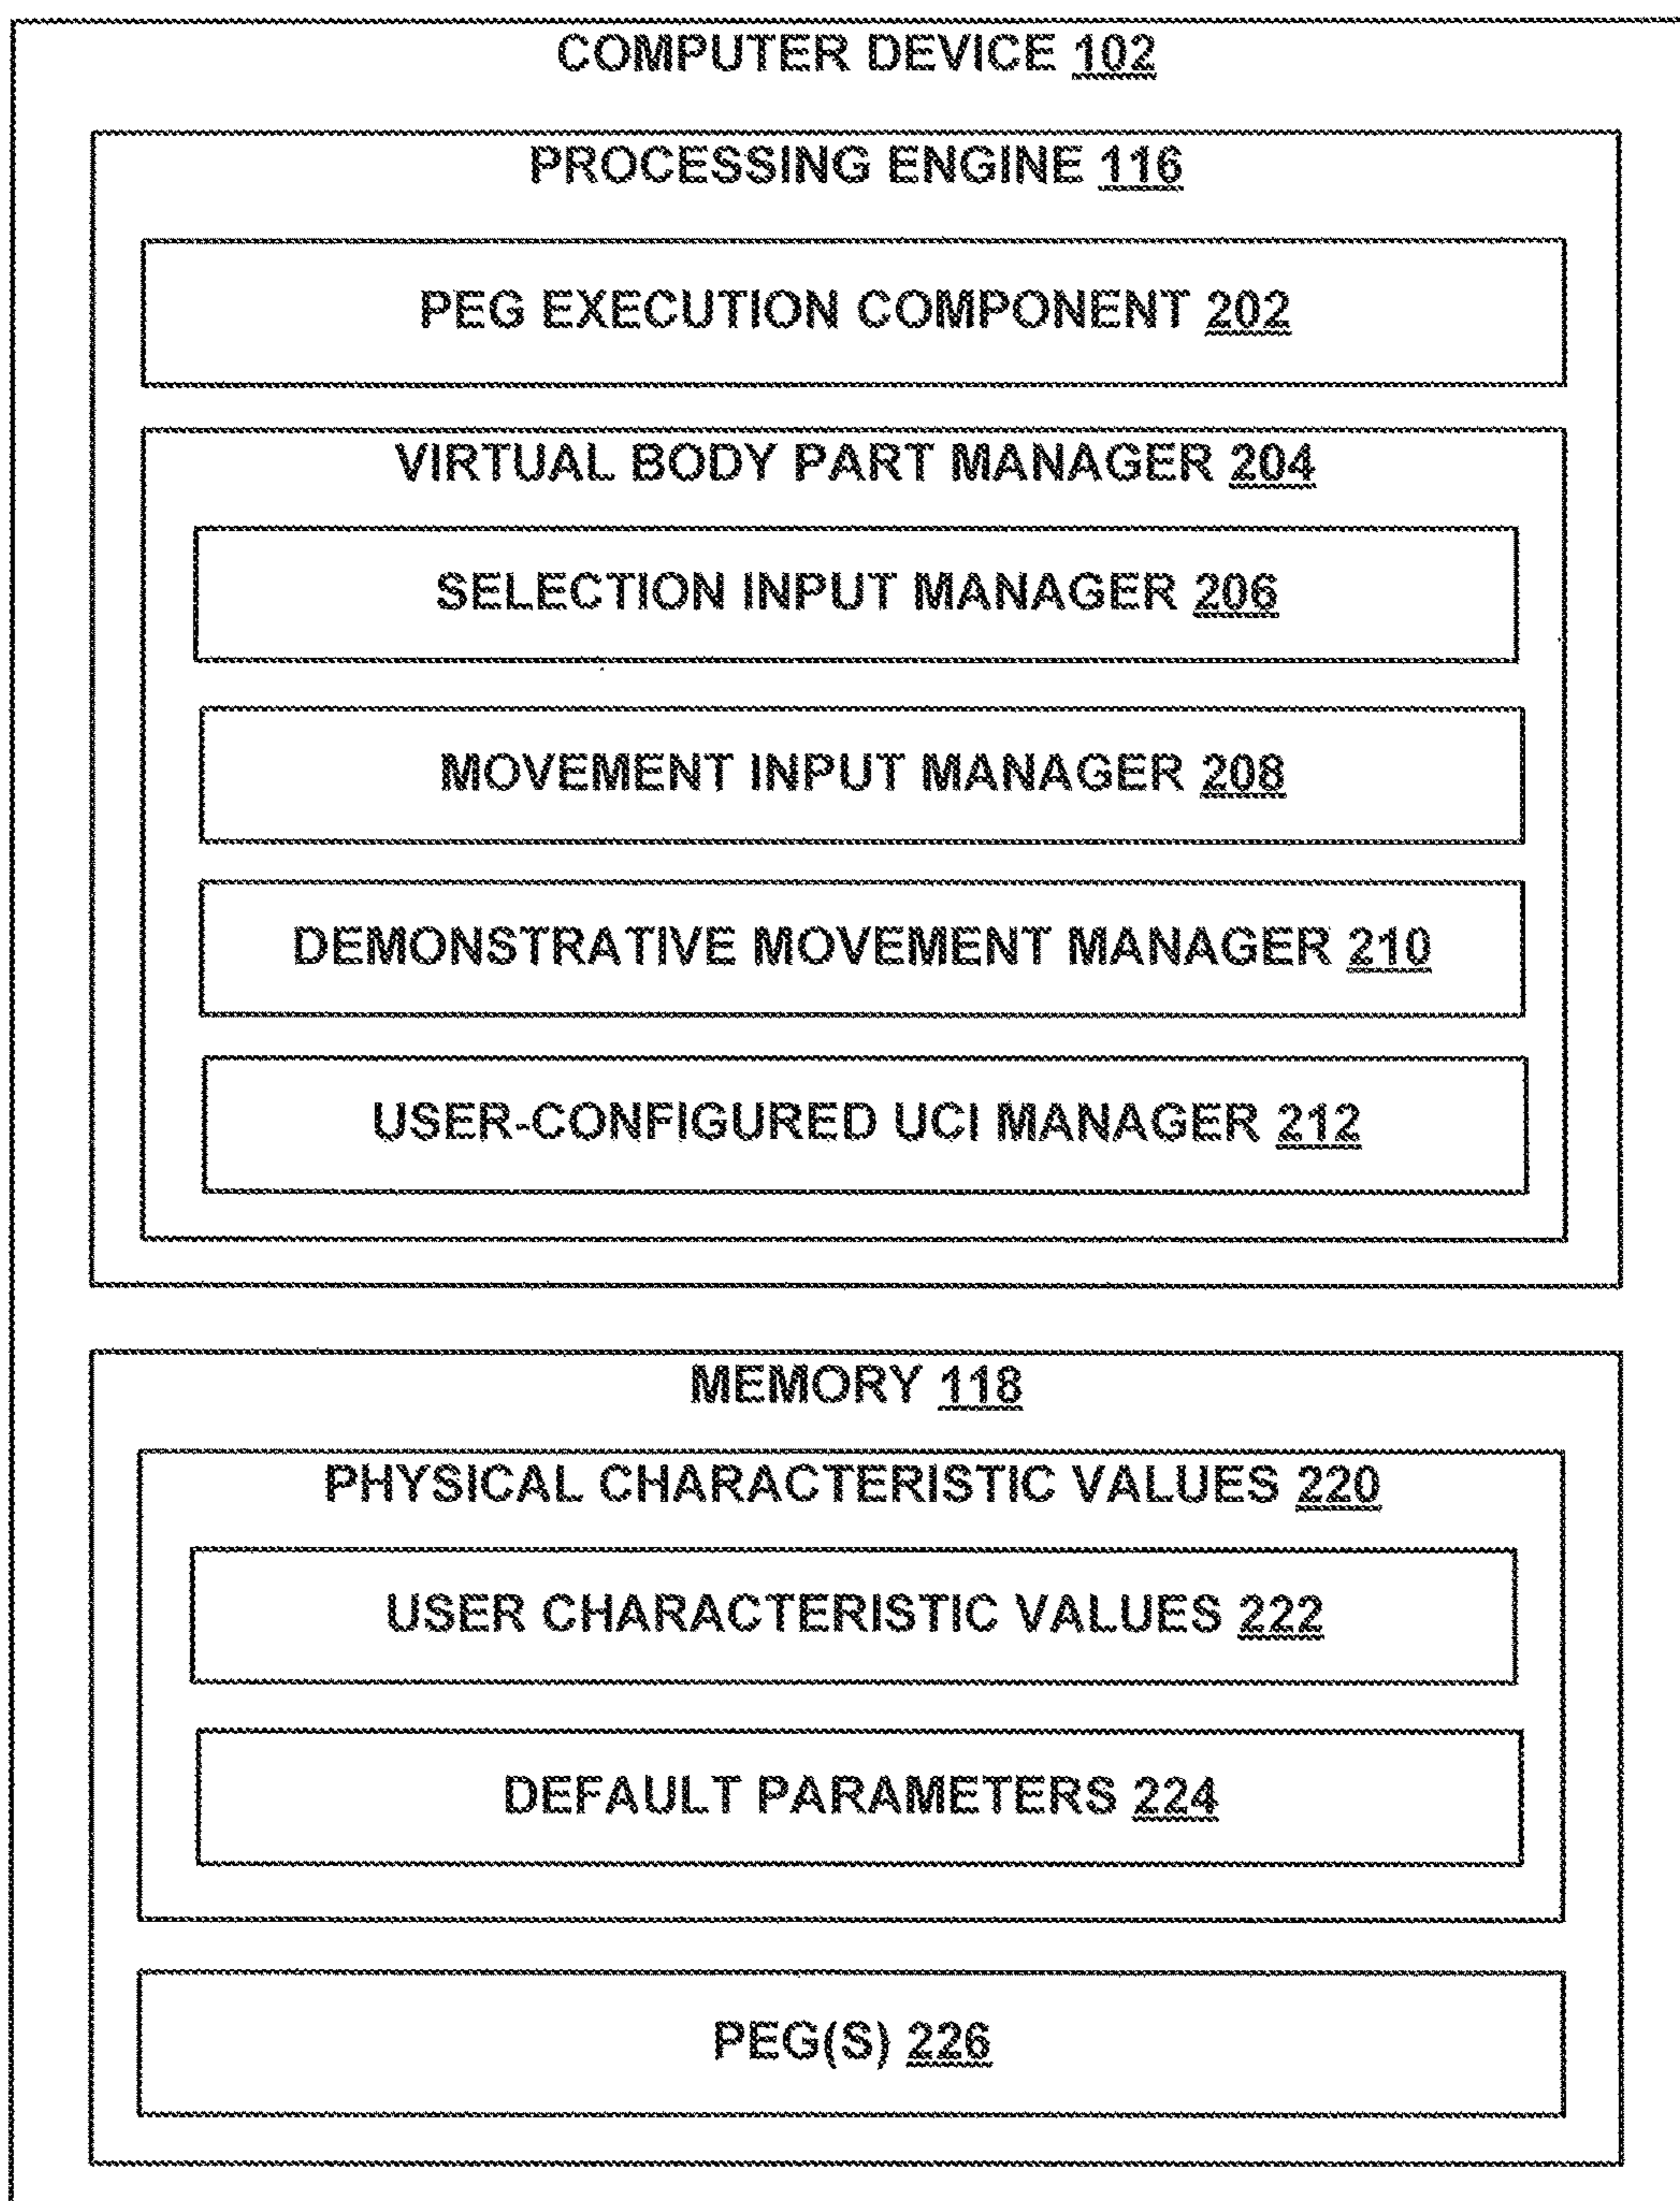 COMPUTER DEVICE 102
PROCESSING ENGINE 116
PEG EXECUTION COMPONENT 202
VIRTUAL BODY PART MANAGER 204
SELECTION INPUT MANAGER 206
MOVEMENT INPUT MANAGER 208
DEMONSTRATIVE MOVEMENT MANAGER 210
USER-CONFIGURED UCI MANAGER 212
MEMORY 118
PHYSICAL CHARACTERISTIC VALUES 220
USER CHARACTERISTIC VALUES 222
DEFAULT PARAMETERS 224
PEG(S) 226